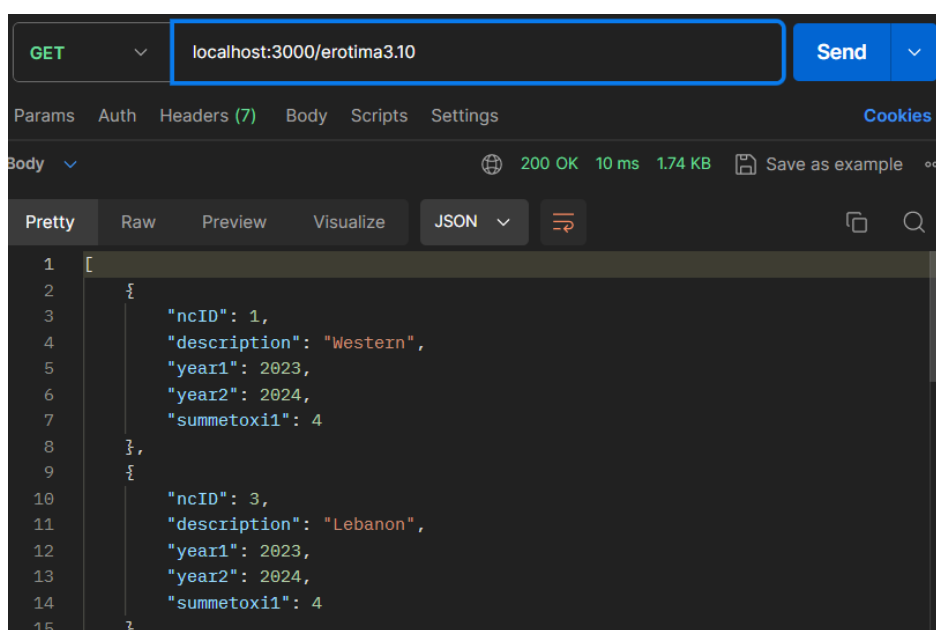 GET localhost:3000/erotima3.10 Send
Params Auth Headers (7) Body Scripts Settings Cookies
Body 200 OK 10 ms 1.74 KB Save as example
Pretty Raw Preview Visualize JSON
1 [
2 {
3 "ncID": 1,
4 "description": "Western",
5 "year1": 2023,
6 "year2": 2024,
7 "summetoxi1": 4
8 },
9 {
10 "ncID": 3,
11 "description": "Lebanon",
12 "year1": 2023,
13 "year2": 2024,
14 "summetoxi1": 4
15 }